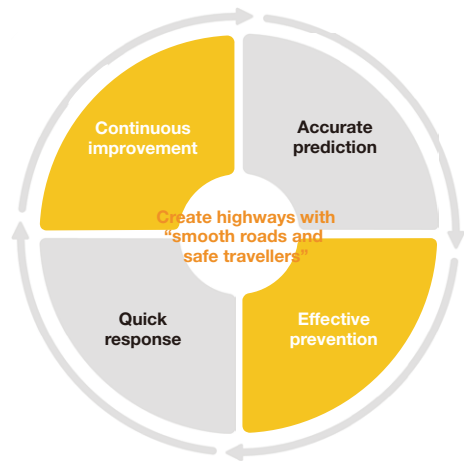 Continuous
improvement
Accurate
prediction
Create highways with
“smooth roads and
safe travellers”
Quick
response
Effective
prevention